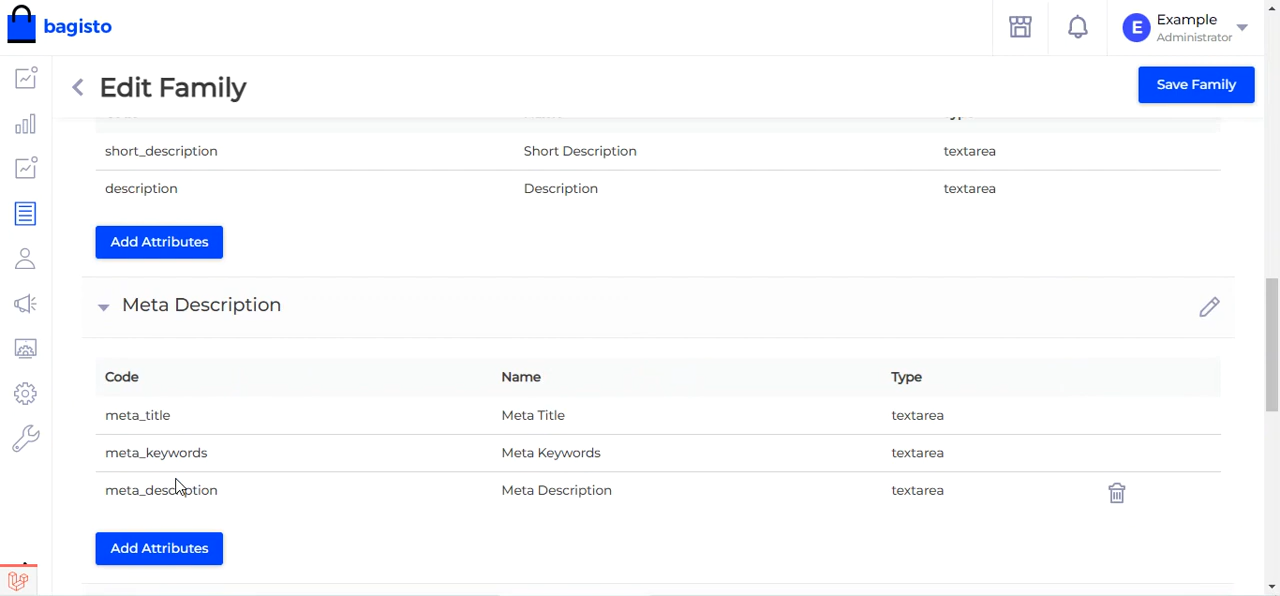 bagisto
E
Example
Administrator
Edit Family
Save Family
short_description Short Description textarea
description Description textarea
Add Attributes
Meta Description
Code Name Type
meta_title Meta Title textarea
meta_keywords Meta Keywords textarea
meta_description Meta Description textarea
Add Attributes